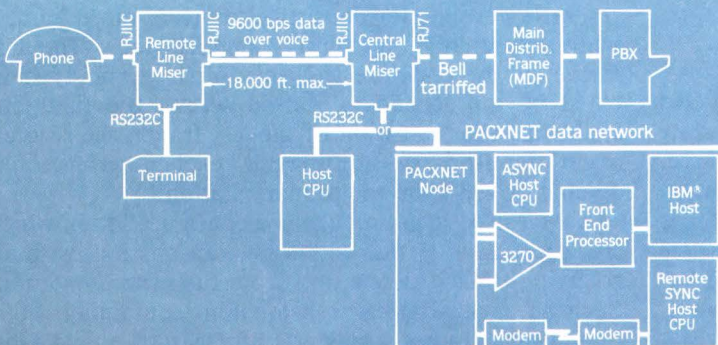 Phone
RJIIC
Remote
Line
Miser
RJIIC
9600 bps data
over voice
18,000 ft. max.
RJIIC
Central
Line
Miser
RJ71
Bell
tarriffed
Main
Distrib.
Frame
(MDF)
PBX
RS232C
RS232C
or
PACXNET data network
Terminal
Host
CPU
PACXNET
Node
ASYNC
Host
CPU
3270
Front
End
Processor
IBM®
Host
Remote
SYNC
Host
CPU
Modem
Modem